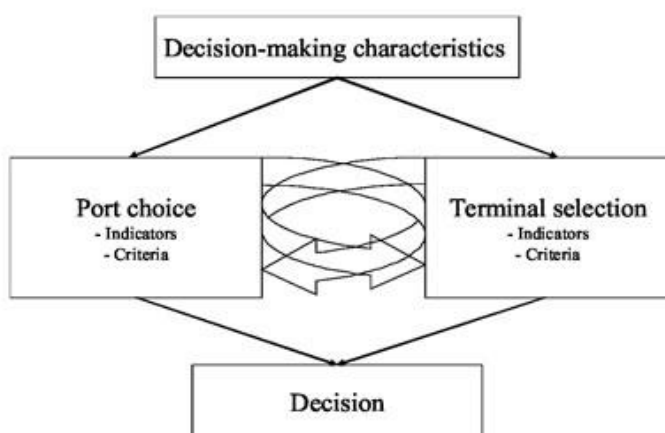 Decision-making characteristics
Port choice
- Indicators
- Criteria
Terminal selection
- Indicators
- Criteria
Decision